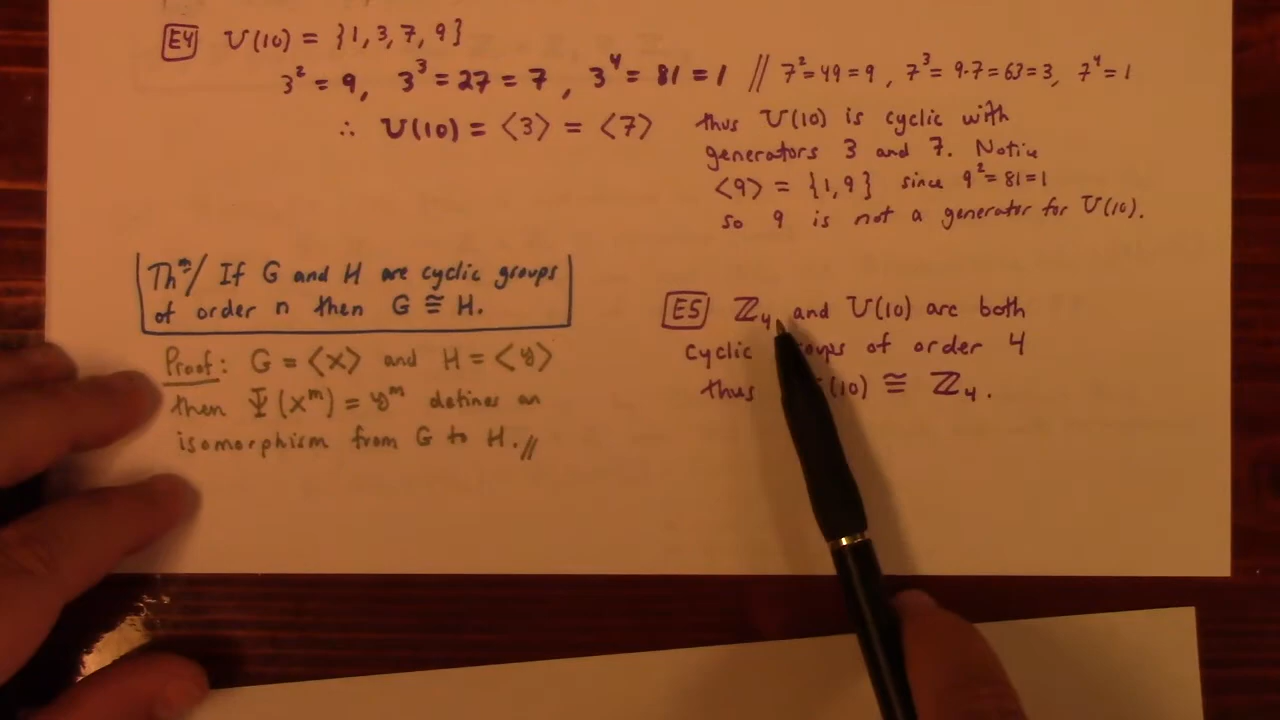 E4 U(10) = {1, 3, 7, 9}
3² = 9, 3³ = 27 = 7, 3⁴ = 81 = 1 // 7² = 49 = 9, 7³ = 9·7 = 63 = 3, 7⁴ = 1
∴ U(10) = ⟨3⟩ = ⟨7⟩
thus U(10) is cyclic with
generators 3 and 7. Notice
⟨9⟩ = {1, 9} since 9² = 81 = 1
so 9 is not a generator for U(10).
Thᵐ/ If G and H are cyclic groups
of order n then G ≅ H.
Proof: G = ⟨x⟩ and H = ⟨y⟩
then Ψ(xᵐ) = yᵐ defines an
isomorphism from G to H. //
E5 ℤ₄ and U(10) are both
cyclic of order 4
thus (10) ≅ ℤ₄.